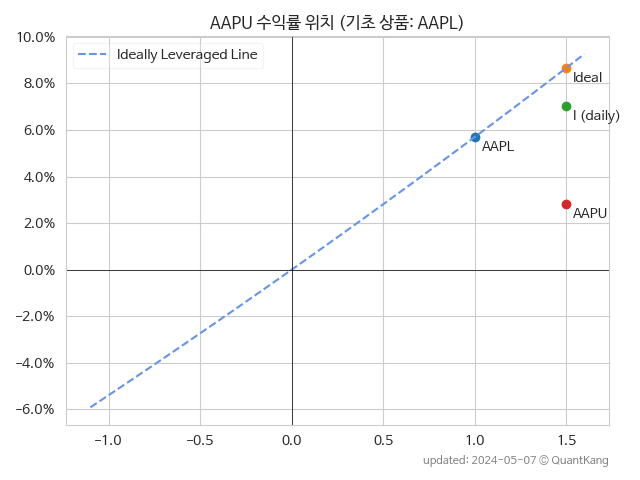 AAPU 수익률 위치 (기초 상품: AAPL)
10.0%
8.0%
6.0%
4.0%
2.0%
0.0%
−2.0%
−4.0%
−6.0%
Ideally Leveraged Line
Ideal
I (daily)
AAPL
AAPU
−1.0 −0.5 0.0 0.5 1.0 1.5
updated: 2024-05-07 © QuantKang